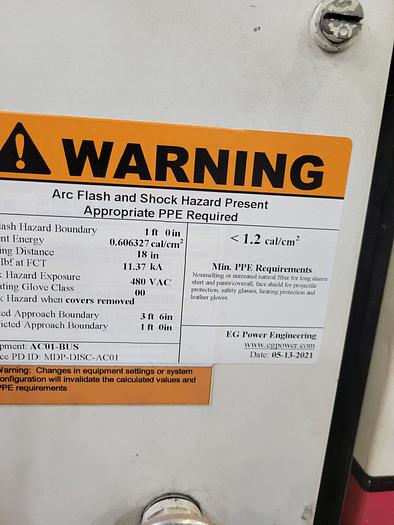 WARNING
Arc Flash and Shock Hazard Present
Appropriate PPE Required
lash Hazard Boundary 1 ft 0 in
nt Energy 0.606327 cal/cm²
ng Distance 18 in
lbf at FCT 11.37 kA
k Hazard Exposure 480 VAC
ating Glove Class 00
k Hazard when covers removed
ed Approach Boundary 3 ft 6in
icted Approach Boundary 1 ft 0in
pment: AC01-BUS
ce PD ID: MDP-DISC-AC01
< 1.2 cal/cm²
Min. PPE Requirements
Nonmelting or untreated natural fiber for long sleeve
shirt and pants/coverall, face shield for projectile
protection, safety glasses, hearing protection and
leather gloves.
EG Power Engineering
www.egpower.com
Date: 05-13-2021
Warning: Changes in equipment settings or system
onfiguration will invalidate the calculated values and
PPE requirements